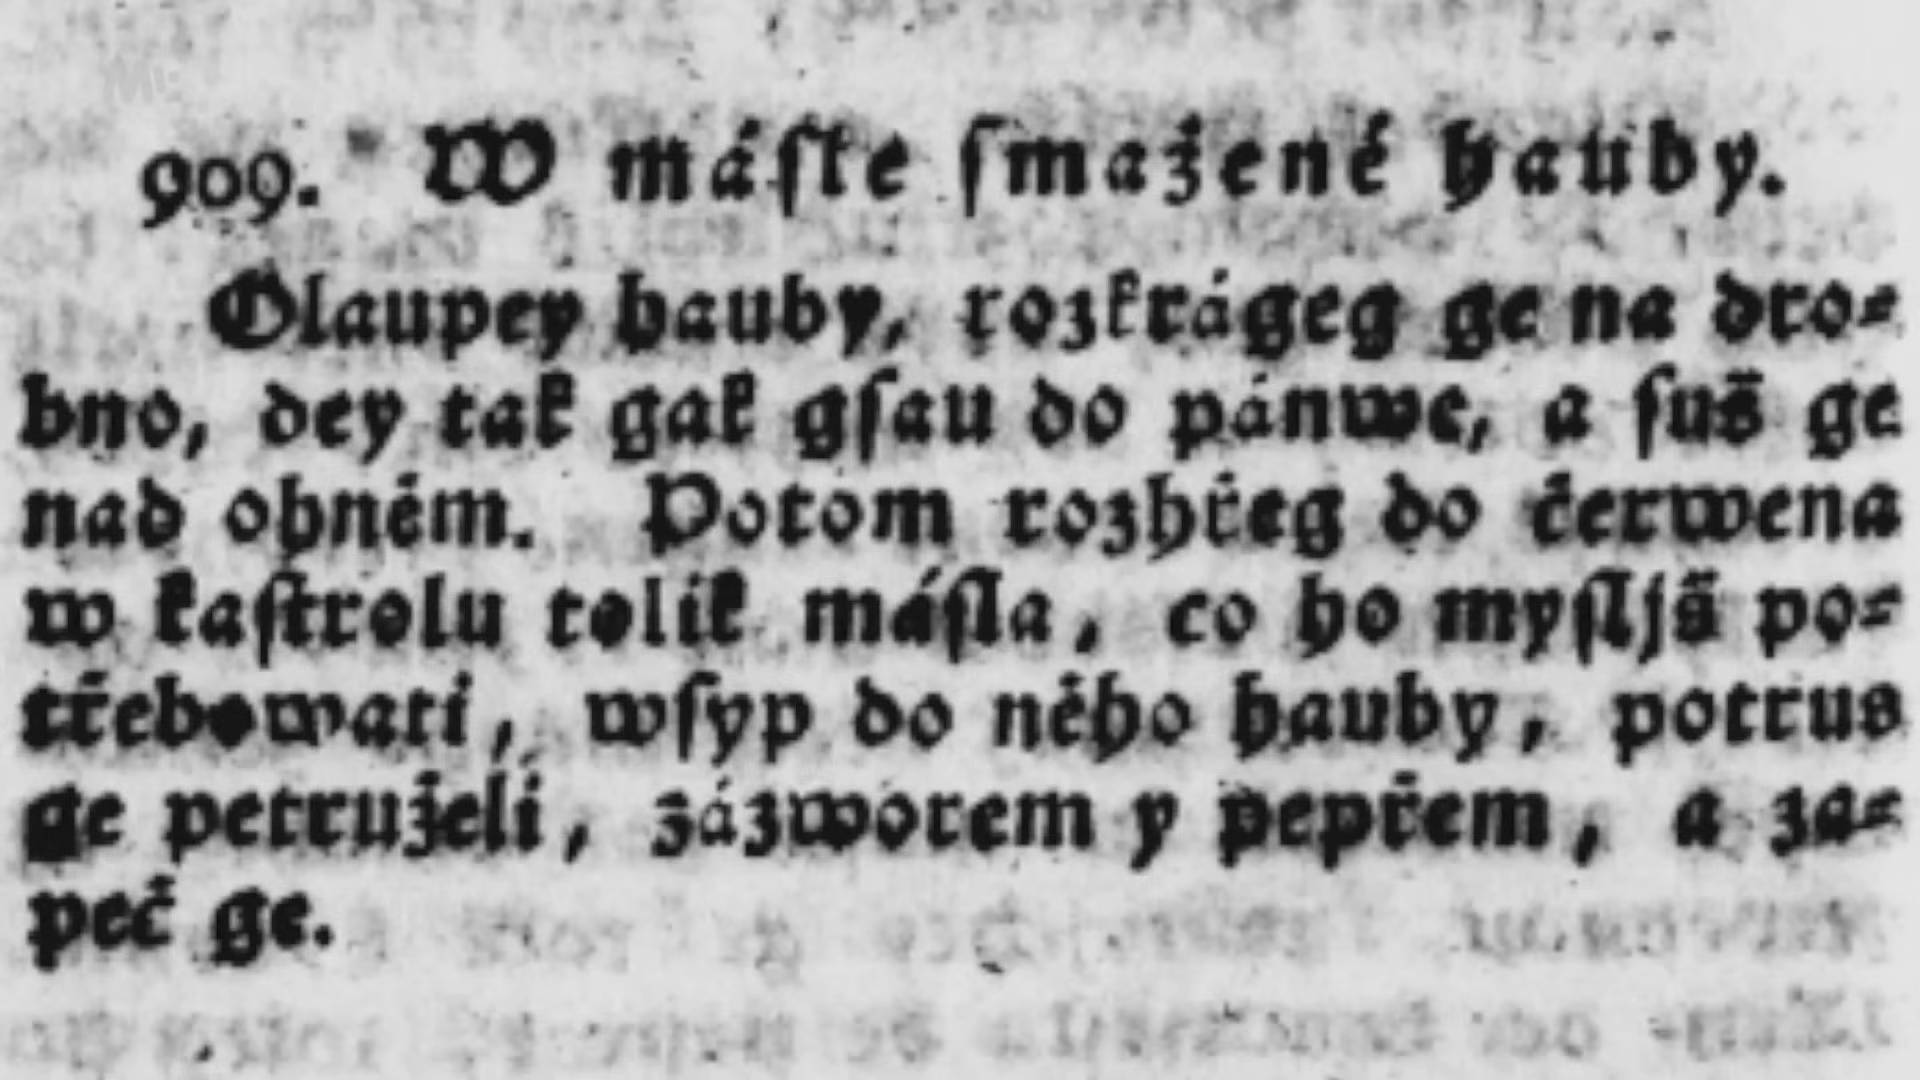 909. W máſle ſmažené hauby.
Olaupey hauby, rozkrágeg ge na dro-
bno, dey tak gak gſau do pánwe, a ſuš ge
nad ohněm. Potom rozhřeg do čerwena
w kaſtrolu tolik máſla, co ho myſljš po-
třebowati, wſyp do něho hauby, potrus
ge petruželí, zázworem y pepřem, a za-
peč ge.